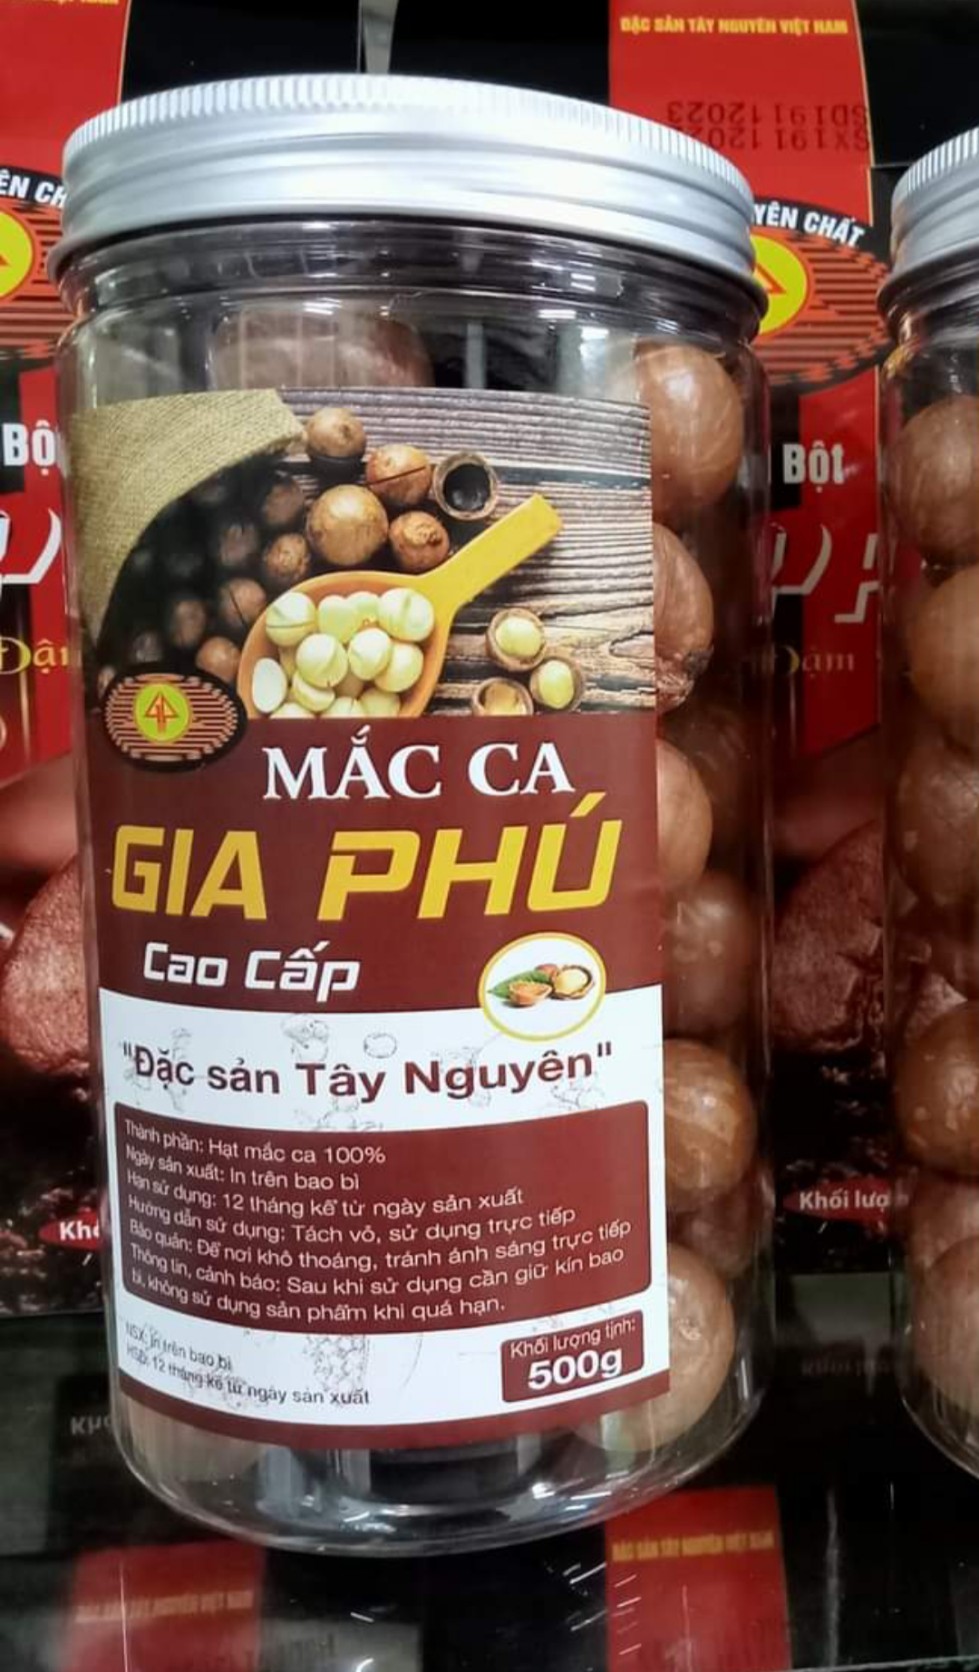 ĐẶC SẢN TÂY NGUYÊN VIỆT NAM
ÊN CH
YÊN CHẤT
Bột
MẮC CA
GIA PHÚ
Cao Cấp
"Đặc sản Tây Nguyên"
Thành phần: Hạt mắc ca 100%
Ngày sản xuất: In trên bao bì
Hạn sử dụng: 12 tháng kể từ ngày sản xuất
Hướng dẫn sử dụng: Tách vỏ, sử dụng trực tiếp
Bảo quản: Để nơi khô thoáng, tránh ánh sáng trực tiếp
Thông tin, cảnh báo: Sau khi sử dụng cần giữ kín bao
bì, không sử dụng sản phẩm khi quá hạn.
NSX: In trên bao bì
HSD: 12 tháng kể từ ngày sản xuất
Khối lượng tịnh:
500g
Khối lượ